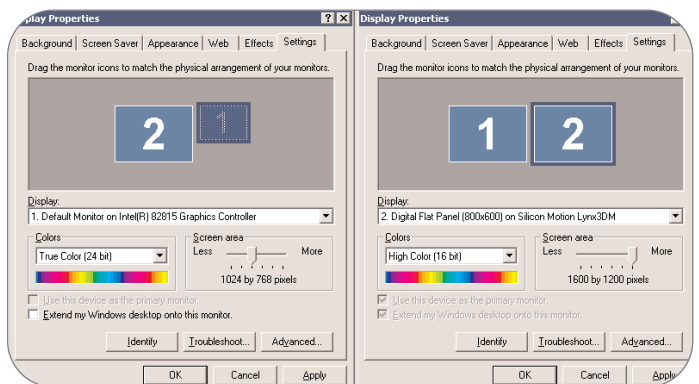 Display Properties
Background Screen Saver Appearance Web Effects Settings
Drag the monitor icons to match the physical arrangement of your monitors.
2 1
Display:
1. Default Monitor on Intel(R) 82815 Graphics Controller
Colors
True Color (24 bit)
Screen area
Less More
1024 by 768 pixels
Use this device as the primary monitor.
Extend my Windows desktop onto this monitor.
Identify Troubleshoot... Advanced...
OK Cancel Apply
Display Properties
Background Screen Saver Appearance Web Effects Settings
Drag the monitor icons to match the physical arrangement of your monitors.
1 2
Display:
2. Digital Flat Panel (800x600) on Silicon Motion Lynx3DM
Colors
High Color (16 bit)
Screen area
Less More
1600 by 1200 pixels
Use this device as the primary monitor.
Extend my Windows desktop onto this monitor.
Identify Troubleshoot... Advanced...
OK Cancel Apply